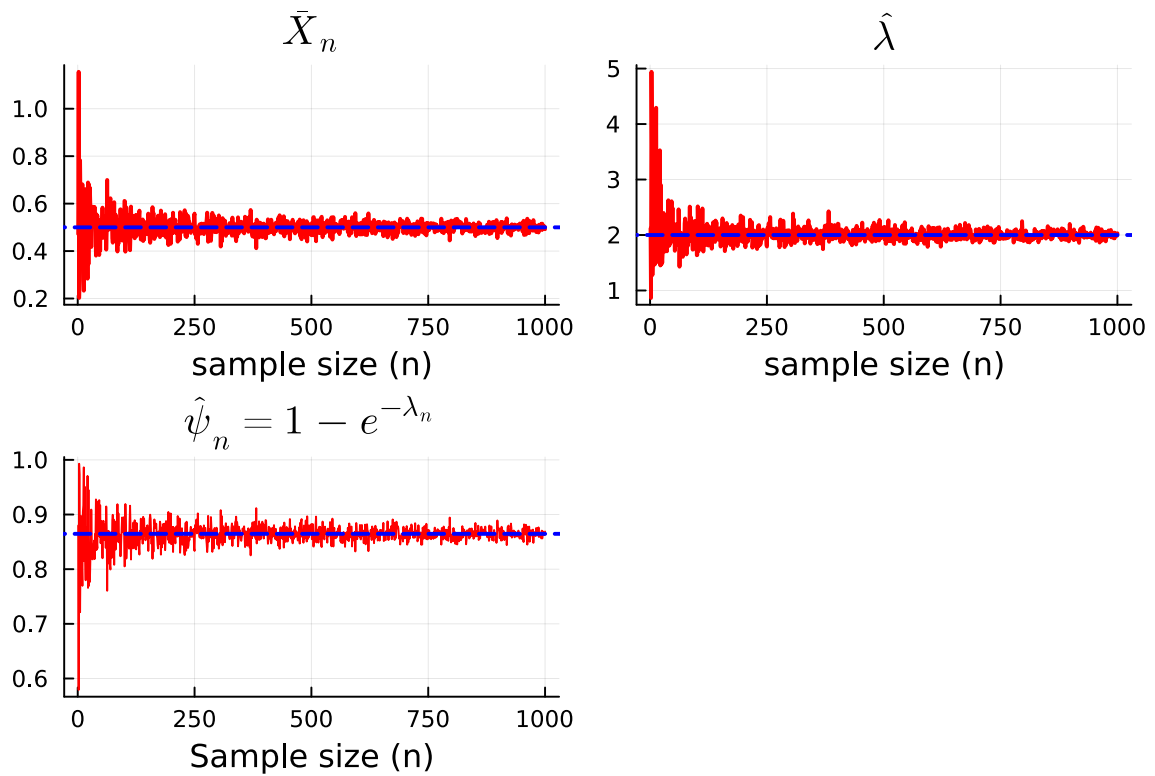 X̄ₙ
1.0
0.8
0.6
0.4
0.2
0 250 500 750 1000
sample size (n)
λ̂
5
4
3
2
1
0 250 500 750 1000
sample size (n)
ψ̂ₙ = 1 − e^{−λₙ}
1.0
0.9
0.8
0.7
0.6
0 250 500 750 1000
Sample size (n)